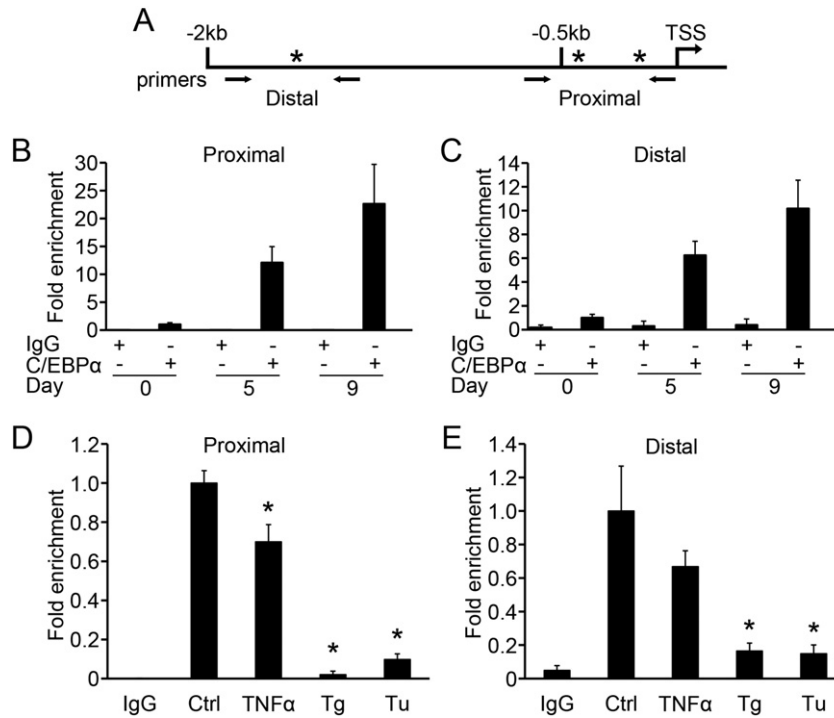 A
-2kb -0.5kb TSS
* * *
primers
Distal Proximal
B Proximal
Fold enrichment
30
25
20
15
10
5
0
IgG + - + - + -
C/EBPα - + - + - +
Day 0 5 9
C Distal
Fold enrichment
14
12
10
8
6
4
2
0
IgG + - + - + -
C/EBPα - + - + - +
Day 0 5 9
D Proximal
Fold enrichment
1.2
1.0
0.8
0.6
0.4
0.2
0
* * *
IgG Ctrl TNFα Tg Tu
E Distal
Fold enrichment
1.4
1.2
1.0
0.8
0.6
0.4
0.2
0
* *
IgG Ctrl TNFα Tg Tu